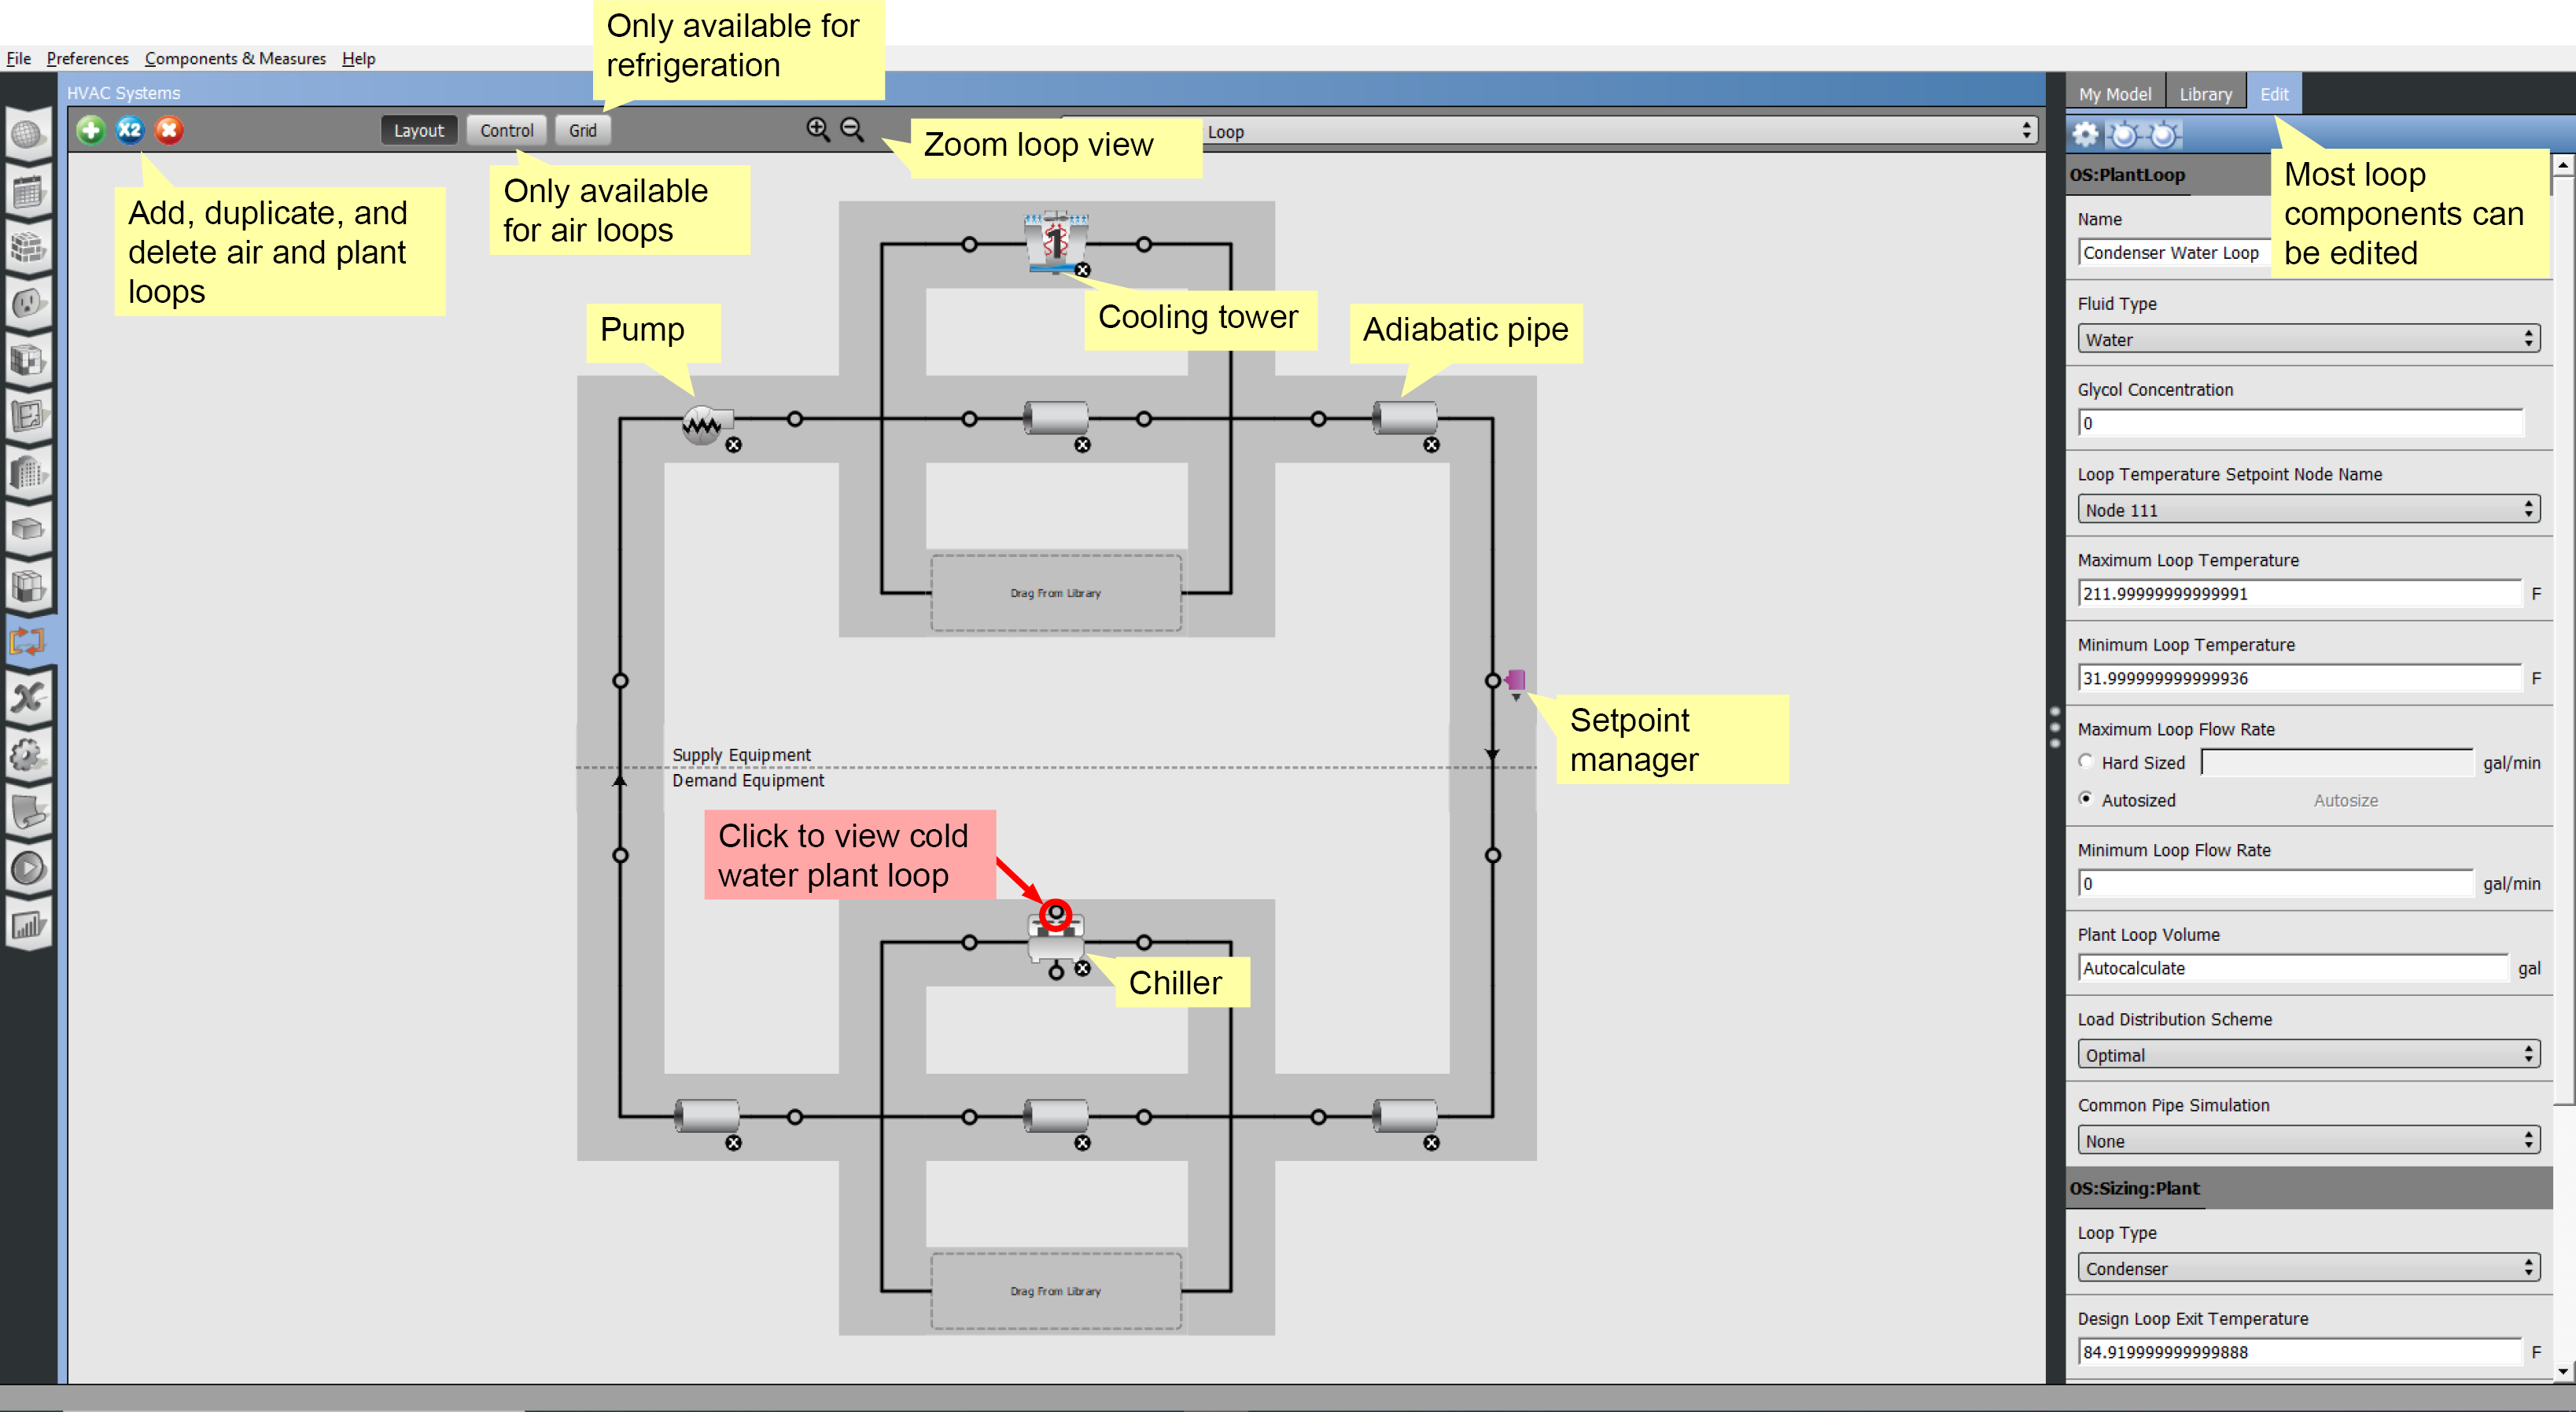 Only available for
refrigeration
File Preferences Components & Measures Help
HVAC Systems
My Model Library Edit
X2
Layout Control Grid
Zoom loop view
Loop
Add, duplicate, and
delete air and plant
loops
Only available
for air loops
Most loop
components can
be edited
1
Cooling tower
Pump
Adiabatic pipe
Drag From Library
Setpoint
manager
Supply Equipment
Demand Equipment
Click to view cold
water plant loop
Chiller
Drag From Library
OS:PlantLoop
Name
Condenser Water Loop
Fluid Type
Water
Glycol Concentration
0
Loop Temperature Setpoint Node Name
Node 111
Maximum Loop Temperature
211.99999999999991 F
Minimum Loop Temperature
31.999999999999936 F
Maximum Loop Flow Rate
Hard Sized gal/min
Autosized Autosize
Minimum Loop Flow Rate
0 gal/min
Plant Loop Volume
Autocalculate gal
Load Distribution Scheme
Optimal
Common Pipe Simulation
None
OS:Sizing:Plant
Loop Type
Condenser
Design Loop Exit Temperature
84.919999999999888 F